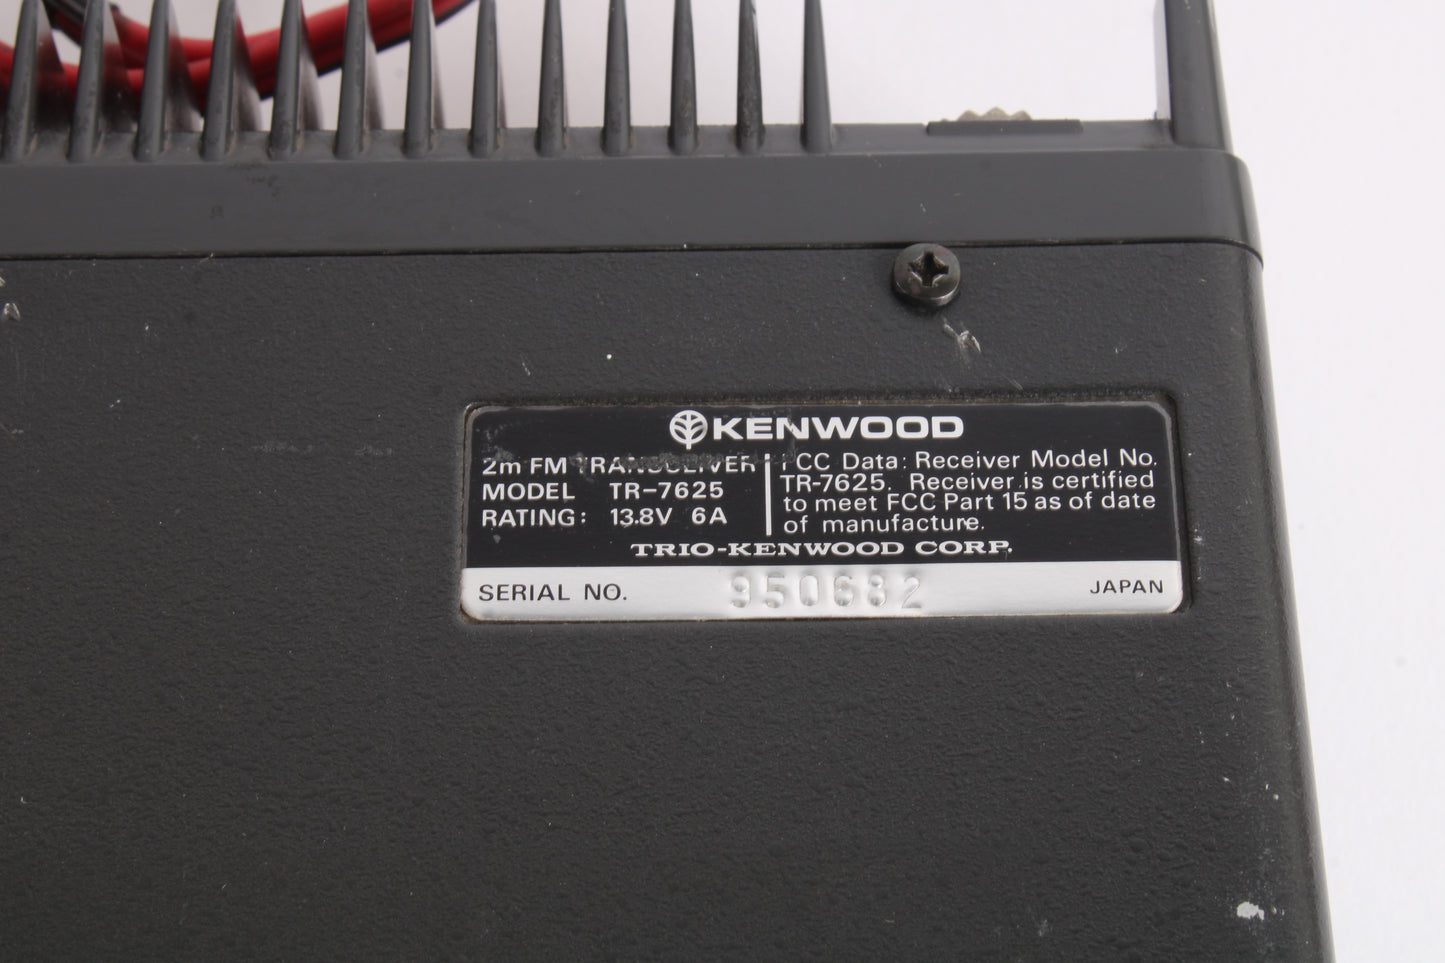 KENWOOD
2m FM TRANSCEIVER
MODEL TR-7625
RATING: 13.8V 6A
FCC Data: Receiver Model No.
TR-7625. Receiver is certified
to meet FCC Part 15 as of date
of manufacture.
TRIO-KENWOOD CORP.
SERIAL NO. 950682 JAPAN